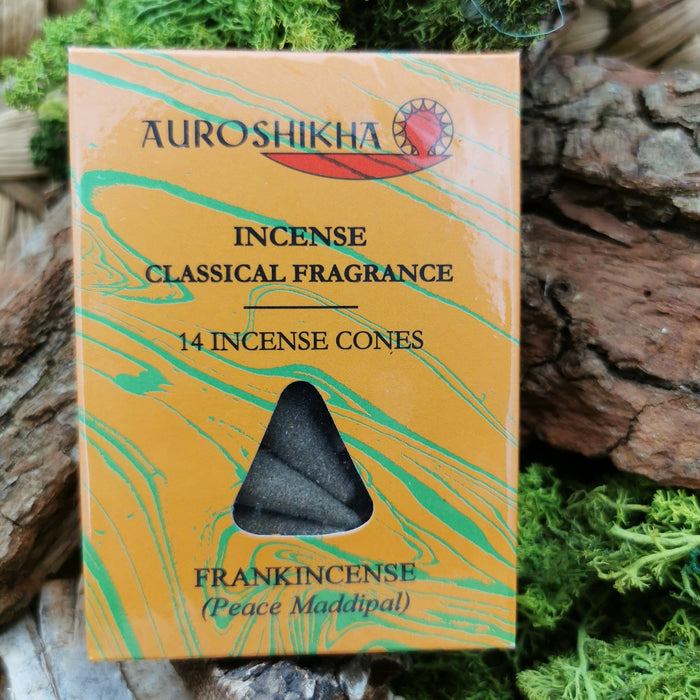 AUROSHIKHA
INCENSE
CLASSICAL FRAGRANCE
14 INCENSE CONES
FRANKINCENSE
(Peace Maddipal)